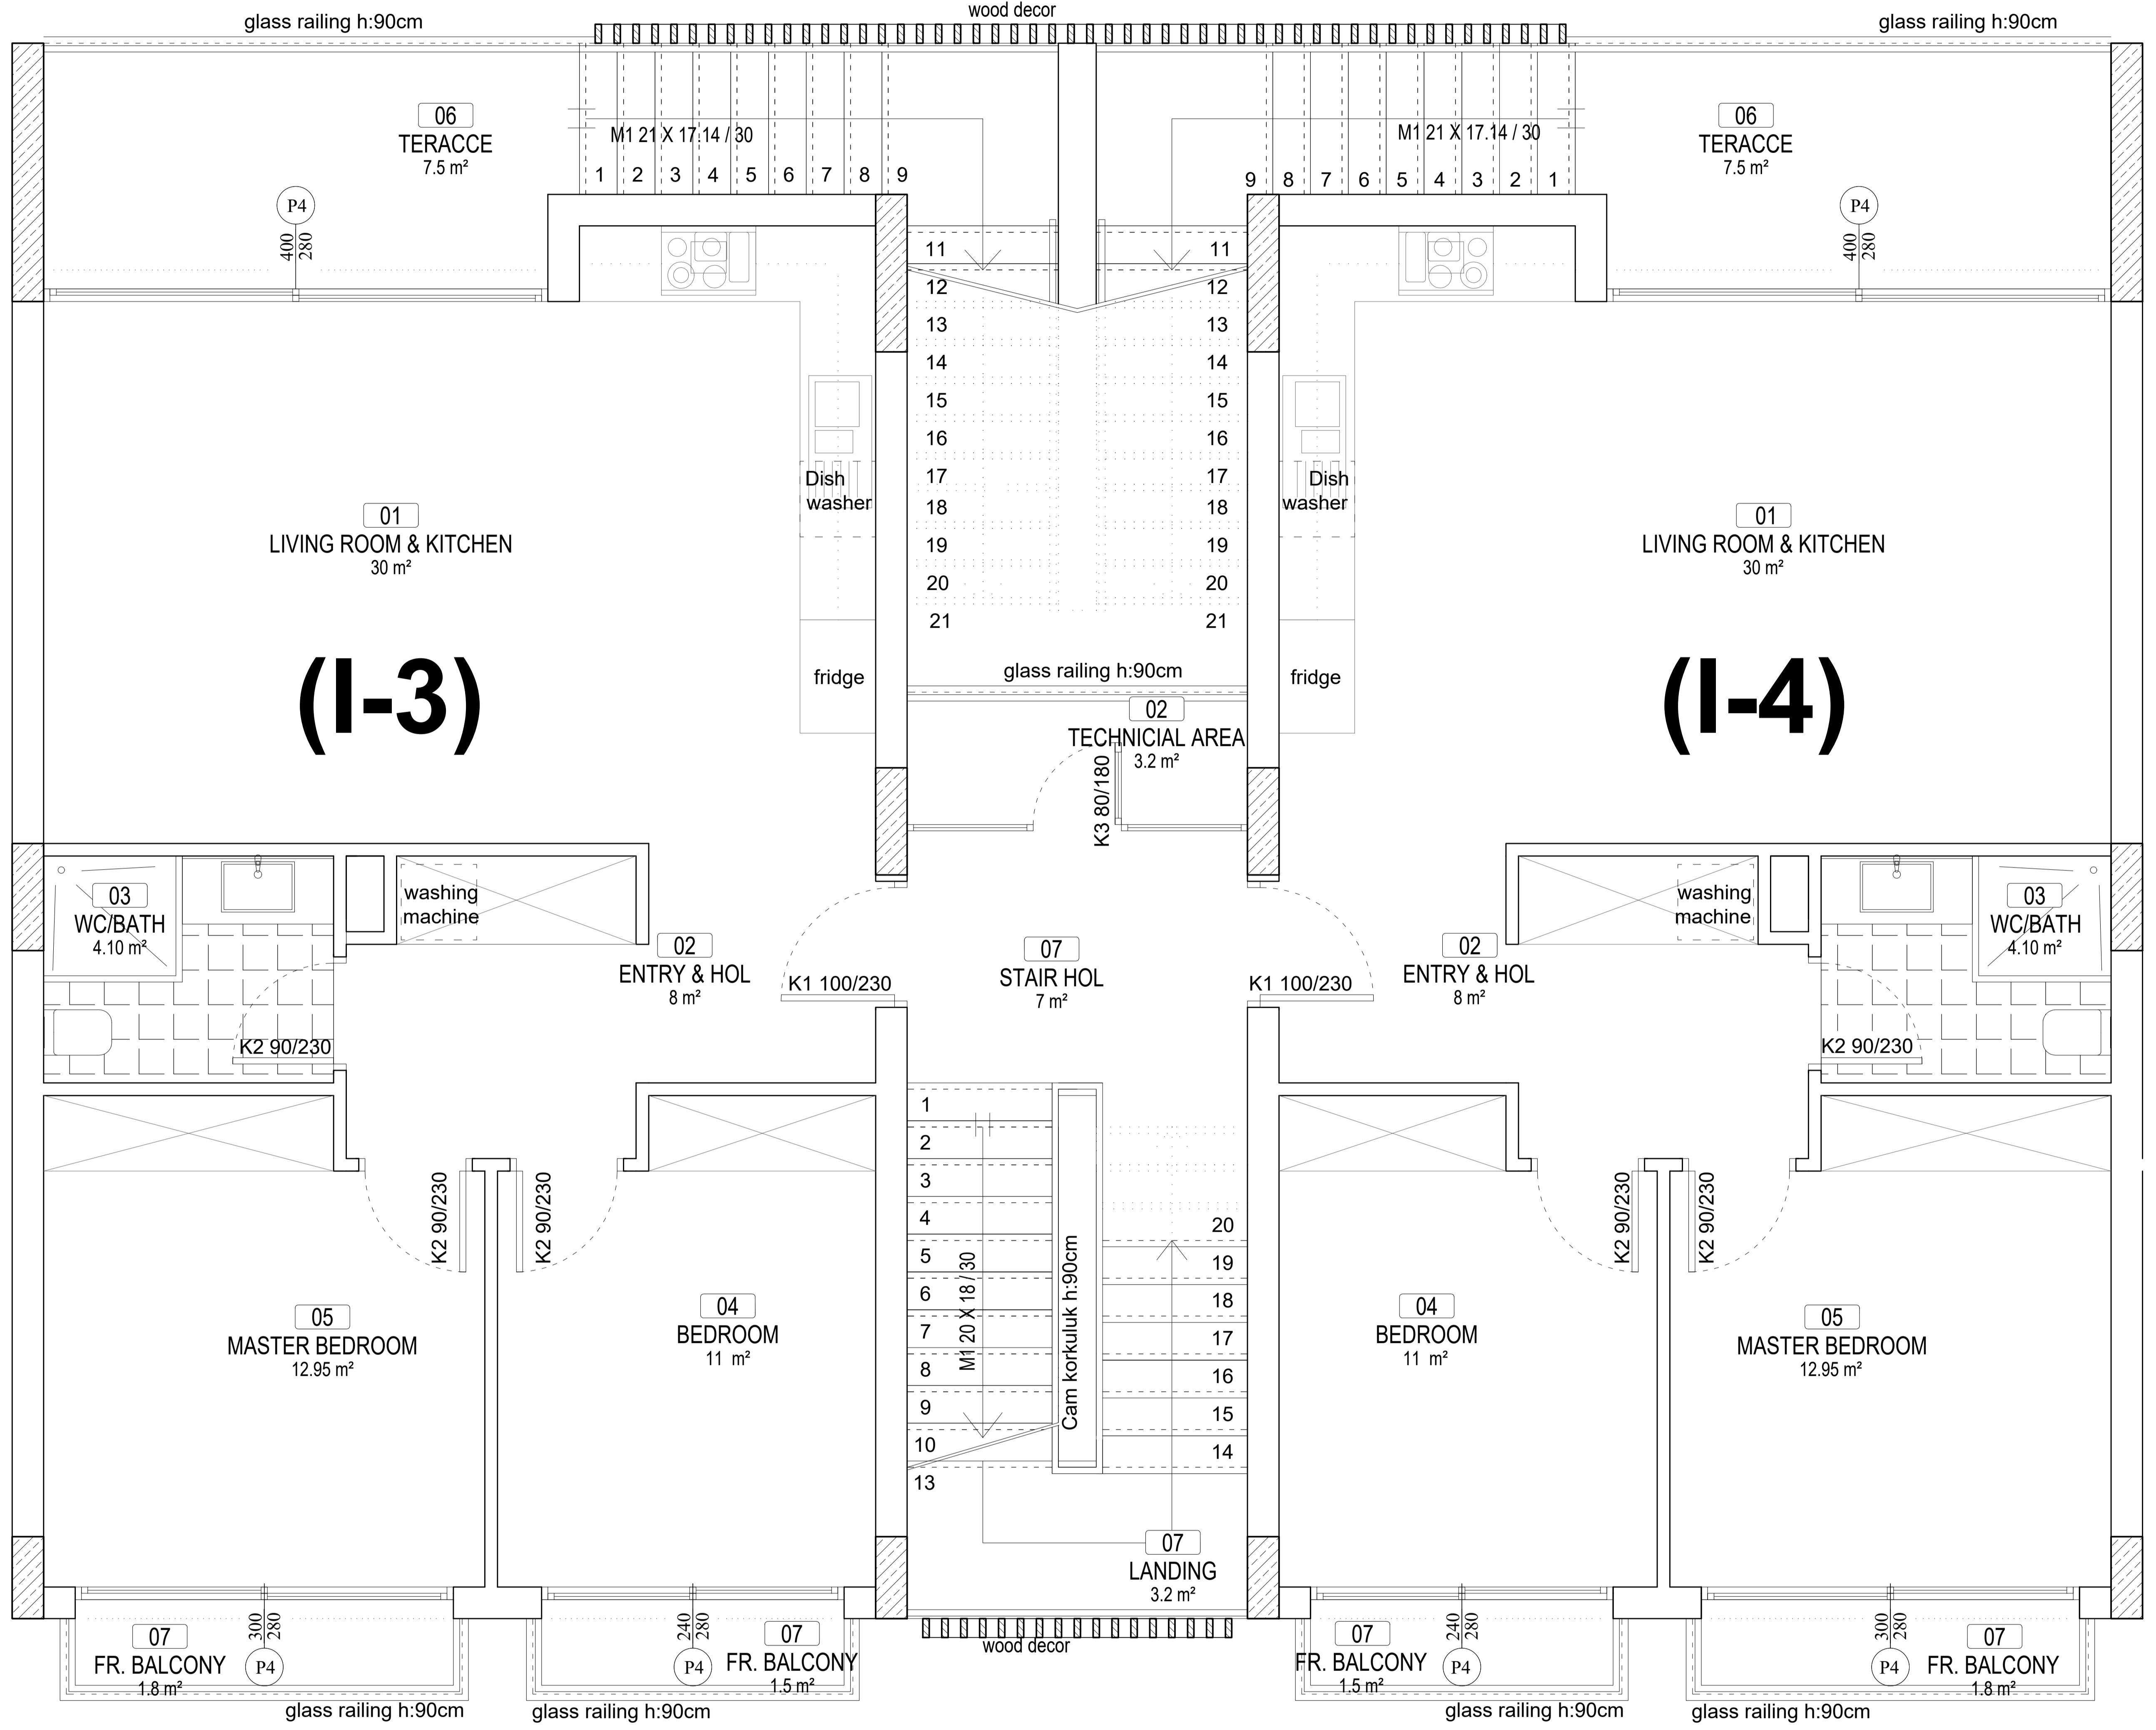 wood decor
glass railing h:90cm
glass railing h:90cm
06
TERACCE
7.5 m²
P4
400
280
M1 21 X 17.14 / 30
1 2 3 4 5 6 7 8 9
M1 21 X 17.14 / 30
9 8 7 6 5 4 3 2 1
06
TERACCE
7.5 m²
P4
400
280
11 11
12 12
13 13
14 14
15 15
16 16
17 17
18 18
19 19
20 20
21 21
01
LIVING ROOM & KITCHEN
30 m²
(I-3)
Dish
washer
fridge
Dish
washer
fridge
01
LIVING ROOM & KITCHEN
30 m²
(I-4)
glass railing h:90cm
02
TECHNICIAL AREA
3.2 m²
K3 80/180
03
WC/BATH
4.10 m²
K2 90/230
washing
machine
02
ENTRY & HOL
8 m²
K1 100/230
07
STAIR HOL
7 m²
K1 100/230
02
ENTRY & HOL
8 m²
washing
machine
03
WC/BATH
4.10 m²
K2 90/230
K2 90/230
K2 90/230
05
MASTER BEDROOM
12.95 m²
04
BEDROOM
11 m²
1
2
3
4
5
6
7
8
9
10
13
M1 20 X 18 / 30
Cam korkuluk h:90cm
20
19
18
17
16
15
14
07
LANDING
3.2 m²
K2 90/230
K2 90/230
04
BEDROOM
11 m²
05
MASTER BEDROOM
12.95 m²
07
FR. BALCONY
1.8 m²
300
280
P4
glass railing h:90cm
240
280
P4
07
FR. BALCONY
1.5 m²
glass railing h:90cm
wood decor
07
FR. BALCONY
1.5 m²
240
280
P4
glass railing h:90cm
300
280
P4
07
FR. BALCONY
1.8 m²
glass railing h:90cm